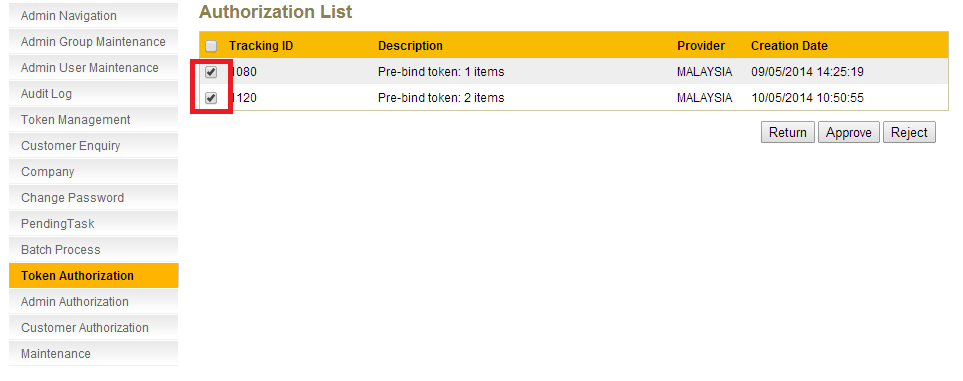 Admin Navigation
Admin Group Maintenance
Admin User Maintenance
Audit Log
Token Management
Customer Enquiry
Company
Change Password
PendingTask
Batch Process
Token Authorization
Admin Authorization
Customer Authorization
Maintenance
Authorization List
Tracking ID Description Provider Creation Date
1080 Pre-bind token: 1 items MALAYSIA 09/05/2014 14:25:19
1120 Pre-bind token: 2 items MALAYSIA 10/05/2014 10:50:55
Return Approve Reject